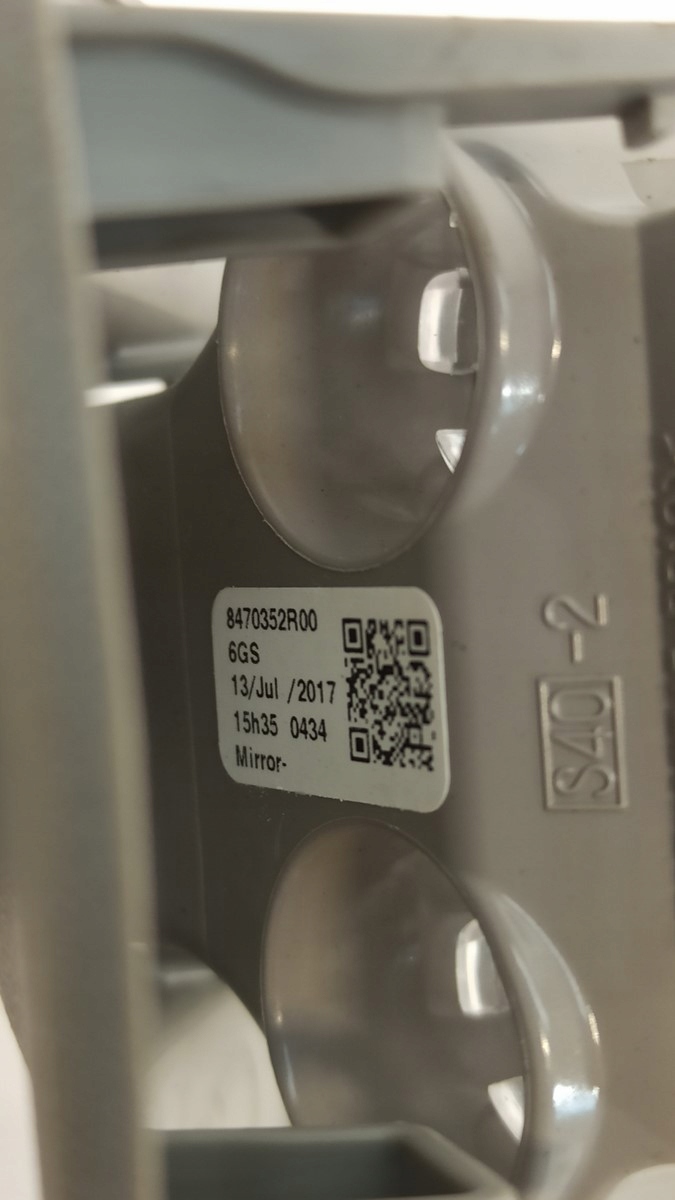 8470352R00
6GS
13/Jul /2017
15h35 0434
Mirror-
S40 -2